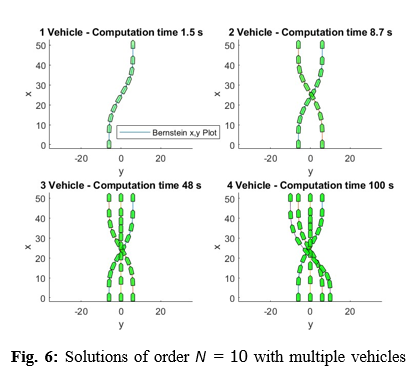 1 Vehicle - Computation time 1.5 s
50
40
30
20
10
0
x
Bernstein x,y Plot
-20 0 20
y
2 Vehicle - Computation time 8.7 s
50
40
30
20
10
0
x
-20 0 20
y
3 Vehicle - Computation time 48 s
50
40
30
20
10
0
x
-20 0 20
y
4 Vehicle - Computation time 100 s
50
40
30
20
10
0
x
-20 0 20
y
Fig. 6: Solutions of order N = 10 with multiple vehicles